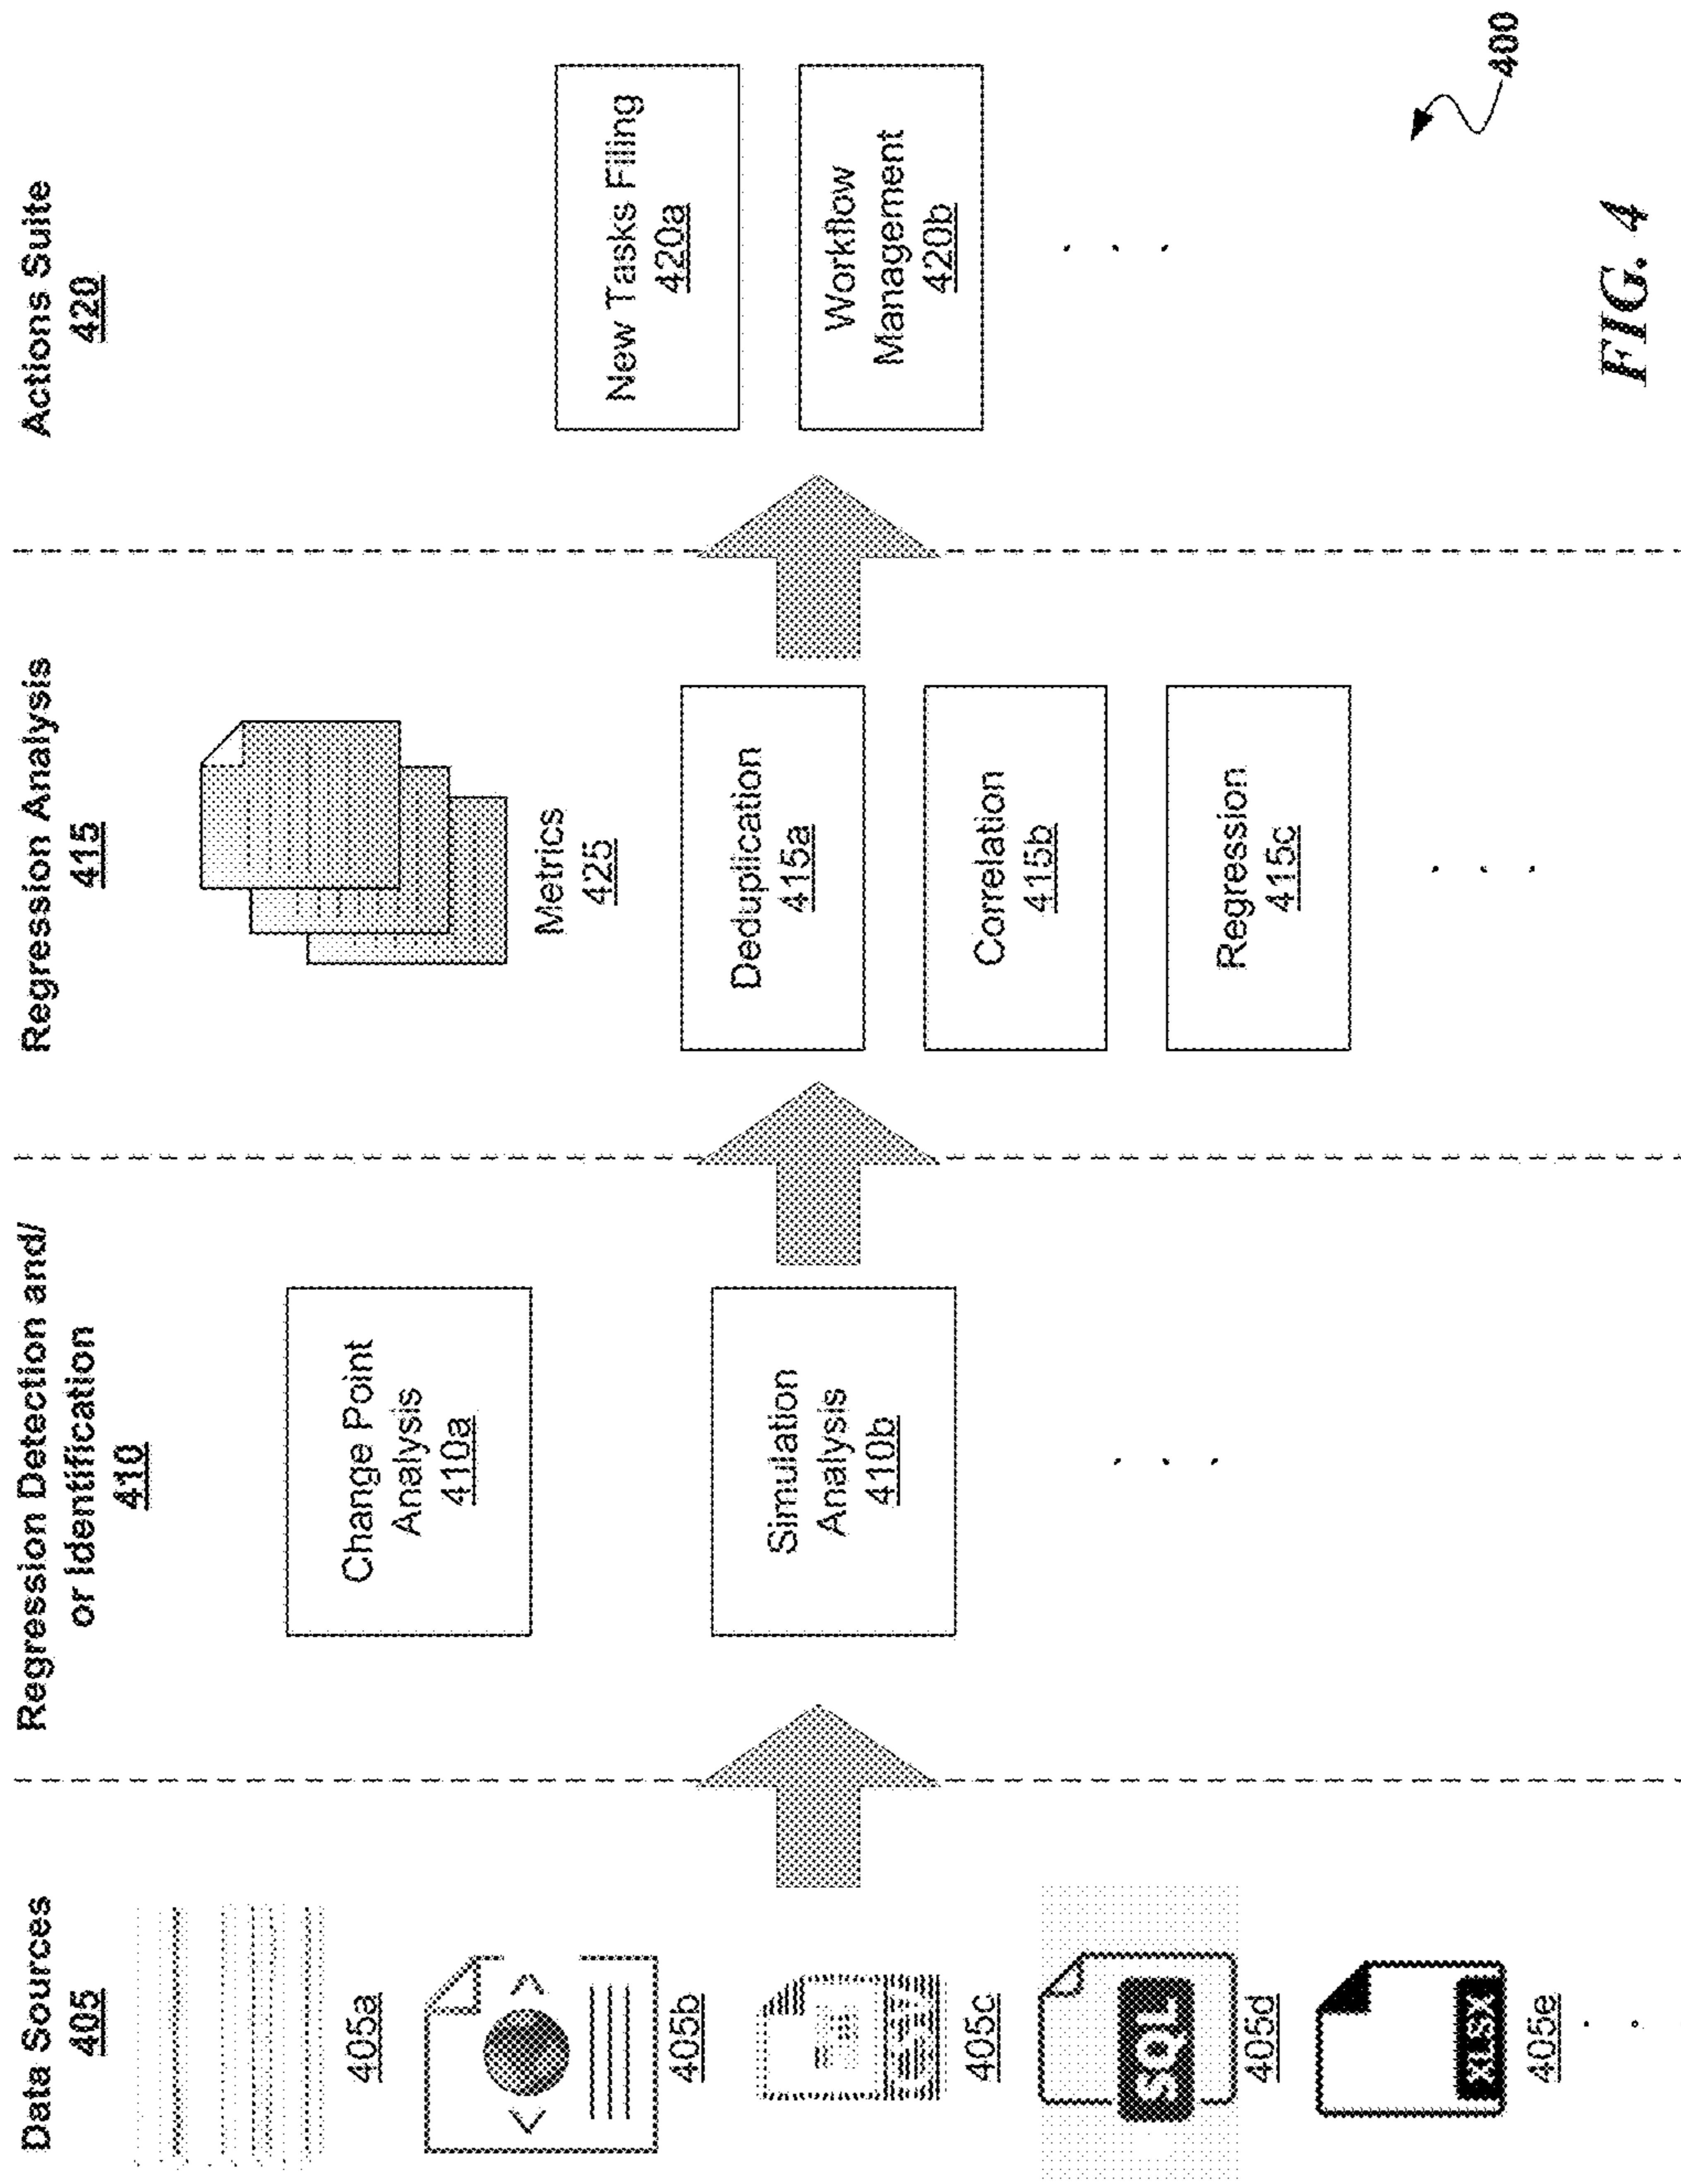 Data Sources
405
405a
405b
405c
SQL
405d
XLSX
405e
Regression Detection and/
or Identification
410
Change Point
Analysis
410a
Simulation
Analysis
410b
Regression Analysis
415
Metrics
425
Deduplication
415a
Correlation
415b
Regression
415c
Actions Suite
420
New Tasks Filing
420a
Workflow
Management
420b
400
FIG. 4